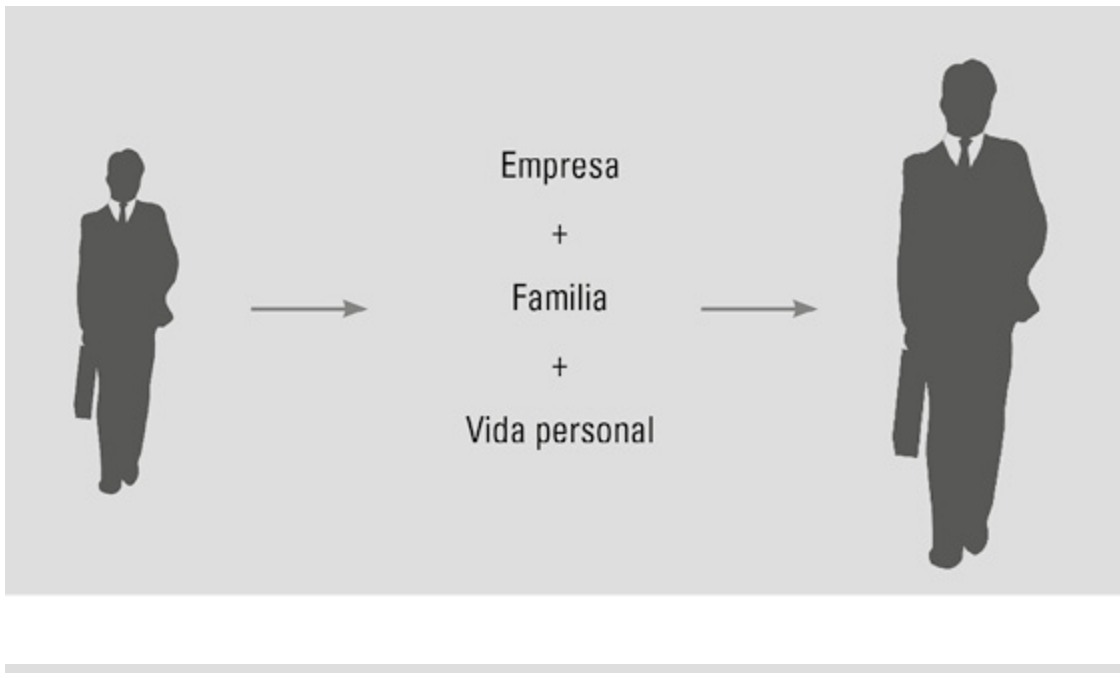 Empresa
+
Familia
+
Vida personal